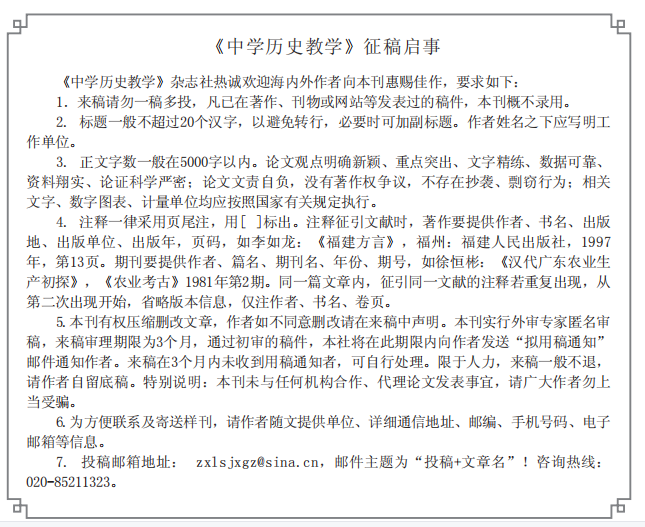 《中学历史教学》征稿启事
《中学历史教学》杂志社热诚欢迎海内外作者向本刊惠赐佳作，要求如下：
1．来稿请勿一稿多投，凡已在著作、刊物或网站等发表过的稿件，本刊概不录用。
2．标题一般不超过20个汉字，以避免转行，必要时可加副标题。作者姓名之下应写明工
作单位。
3．正文字数一般在5000字以内。论文观点明确新颖、重点突出、文字精练、数据可靠、
资料翔实、论证科学严密；论文文责自负，没有著作权争议，不存在抄袭、剽窃行为；相关
文字、数字图表、计量单位均应按照国家有关规定执行。
4．注释一律采用页尾注，用[ ]标出。注释征引文献时，著作要提供作者、书名、出版
地、出版单位、出版年，页码，如李如龙：《福建方言》，福州：福建人民出版社，1997
年，第13页。期刊要提供作者、篇名、期刊名、年份、期号，如徐恒彬：《汉代广东农业生
产初探》，《农业考古》1981年第2期。同一篇文章内，征引同一文献的注释若重复出现，从
第二次出现开始，省略版本信息，仅注作者、书名、卷页。
5.本刊有权压缩删改文章，作者如不同意删改请在来稿中声明。本刊实行外审专家匿名审
稿，来稿审理期限为3个月，通过初审的稿件，本社将在此期限内向作者发送“拟用稿通知”
邮件通知作者。来稿在3个月内未收到用稿通知者，可自行处理。限于人力，来稿一般不退，
请作者自留底稿。特别说明：本刊未与任何机构合作、代理论文发表事宜，请广大作者勿上
当受骗。
6.为方便联系及寄送样刊，请作者随文提供单位、详细通信地址、邮编、手机号码、电子
邮箱等信息。
7．投稿邮箱地址： zxlsjxgz@sina.cn，邮件主题为“投稿+文章名”！咨询热线：
020-85211323。